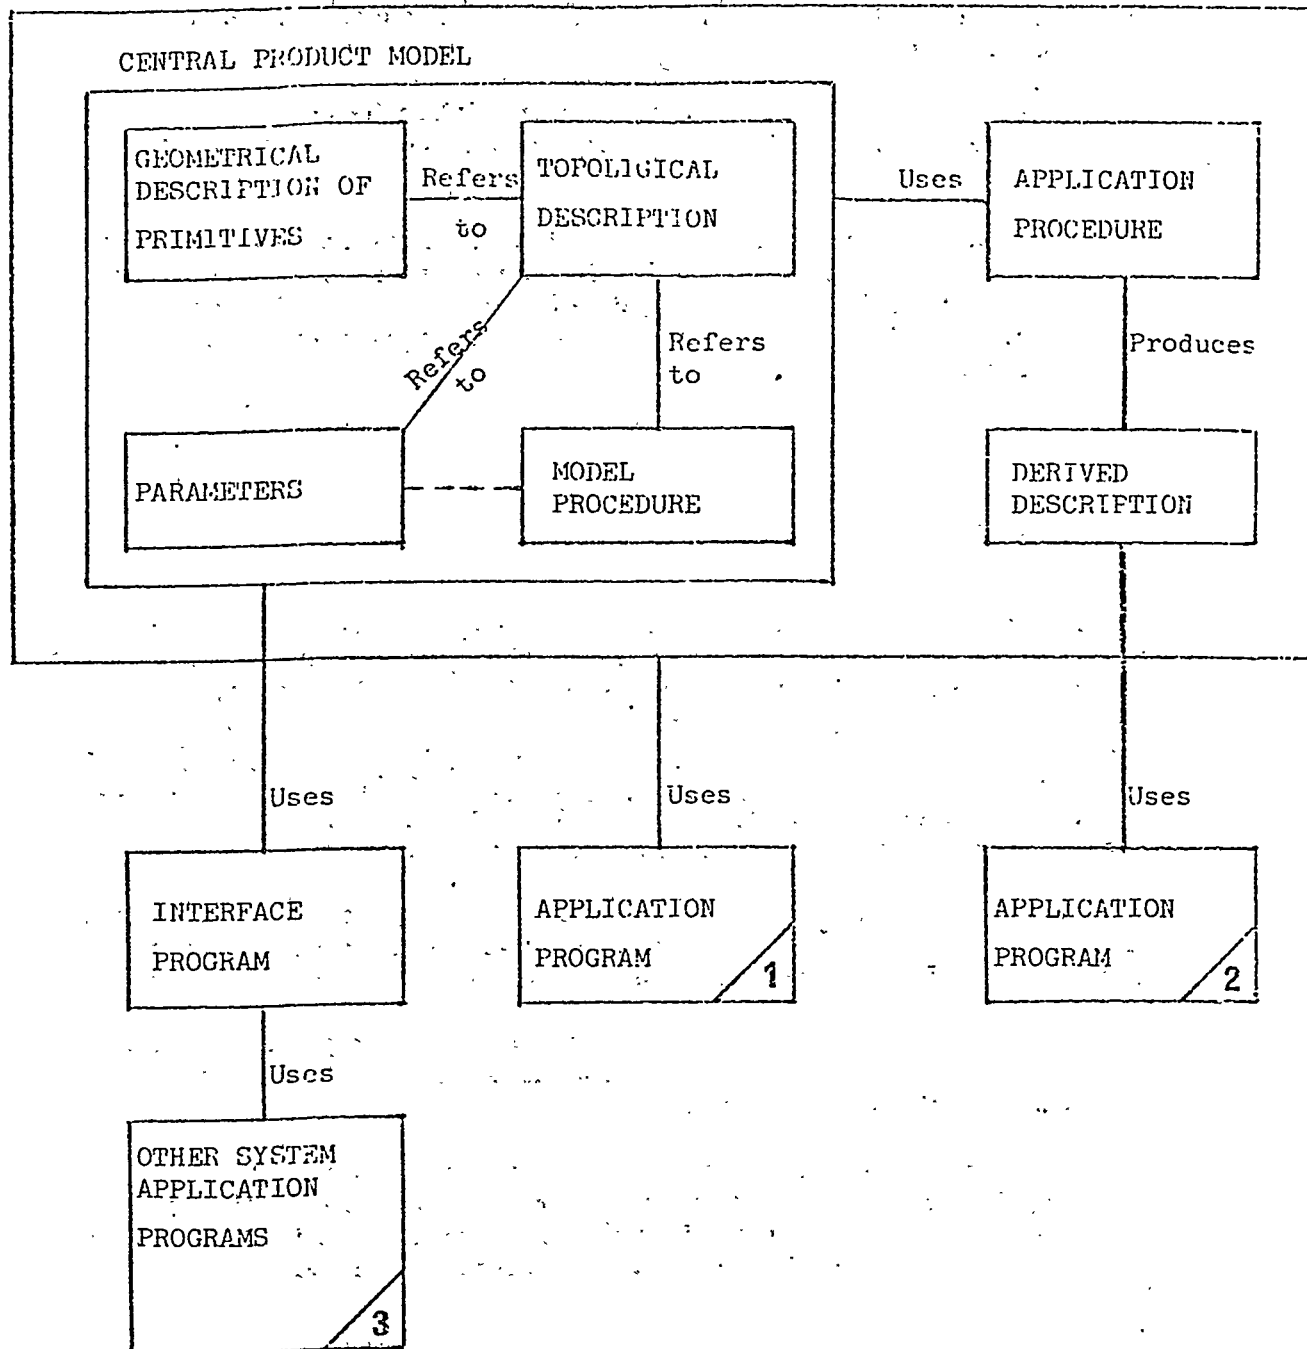 CENTRAL PRODUCT MODEL
GEOMETRICAL
DESCRIPTION OF
PRIMITIVES
Refers
to
TOPOLIGICAL
DESCRIPTION
Uses
APPLICATION
PROCEDURE
Refers
to
Refers
to
Produces
PARAMETERS
MODEL
PROCEDURE
DERIVED
DESCRIPTION
Uses
Uses
Uses
INTERFACE
PROGRAM
APPLICATION
PROGRAM
1
APPLICATION
PROGRAM
2
Uses
OTHER SYSTEM
APPLICATION
PROGRAMS
3